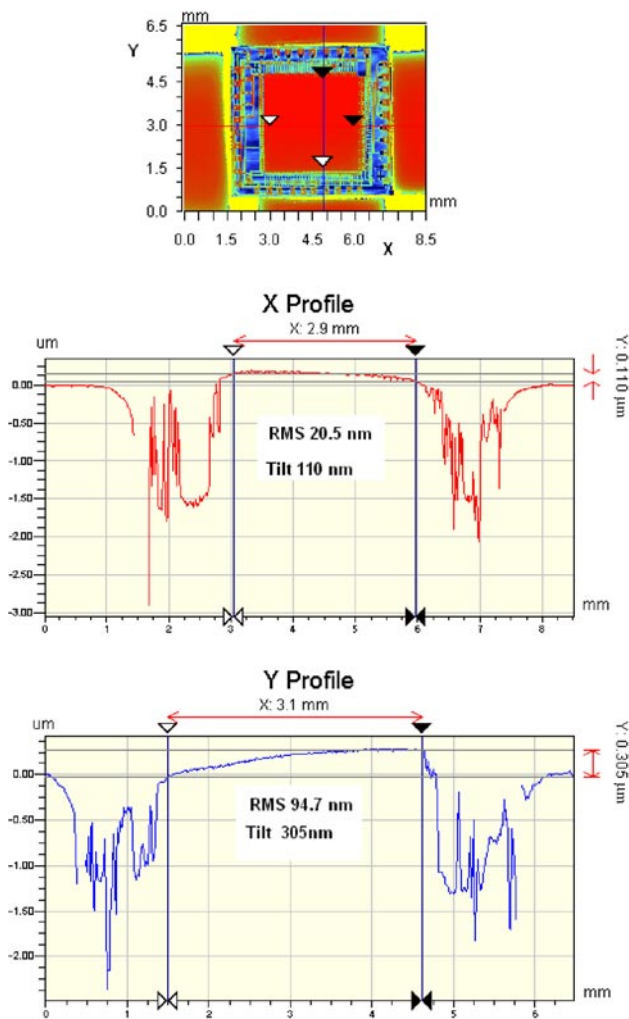 mm
6.5
Y
4.5
3.0
1.5
0.0
mm
0.0 1.5 3.0 4.5 6.0 8.5
X
X Profile
um
X: 2.9 mm
Y: 0.110 µm
0.00
-0.50
-1.00
-1.50
-2.00
-2.50
-3.00
RMS 20.5 nm
Tilt 110 nm
mm
0 1 2 3 4 5 6 7 8
Y Profile
um
X: 3.1 mm
Y: 0.305 µm
0.00
-0.50
-1.00
-1.50
-2.00
RMS 94.7 nm
Tilt 305nm
mm
0 1 2 3 4 5 6